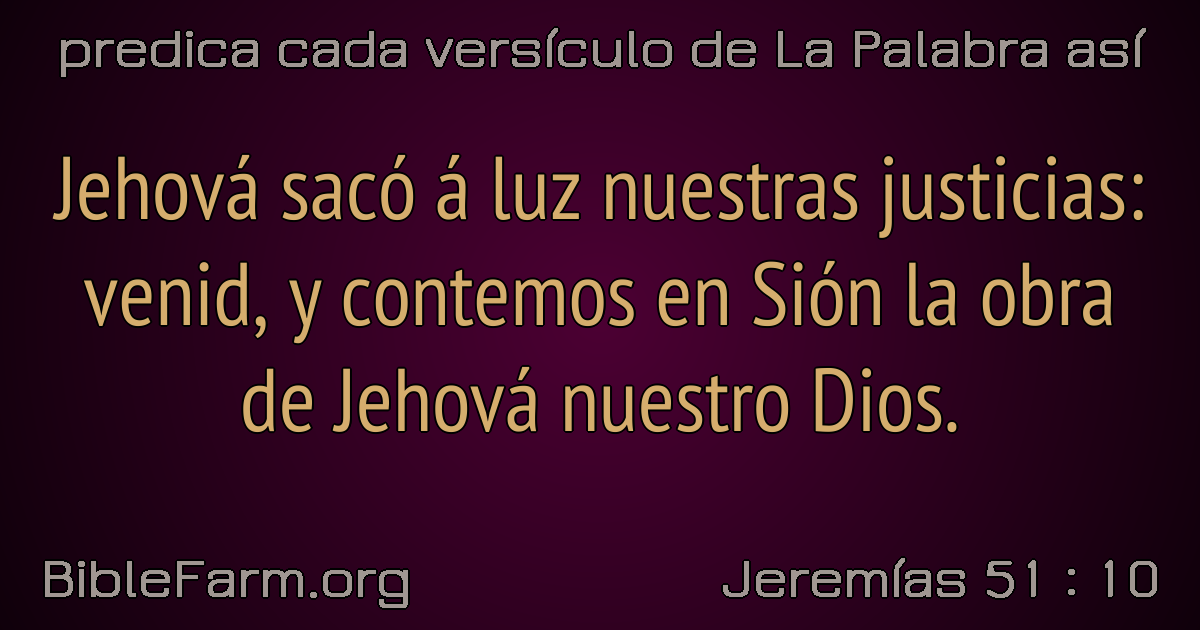 predica cada versículo de La Palabra así
Jehová sacó á luz nuestras justicias:
venid, y contemos en Sión la obra
de Jehová nuestro Dios.
BibleFarm.org
Jeremías 51 : 10